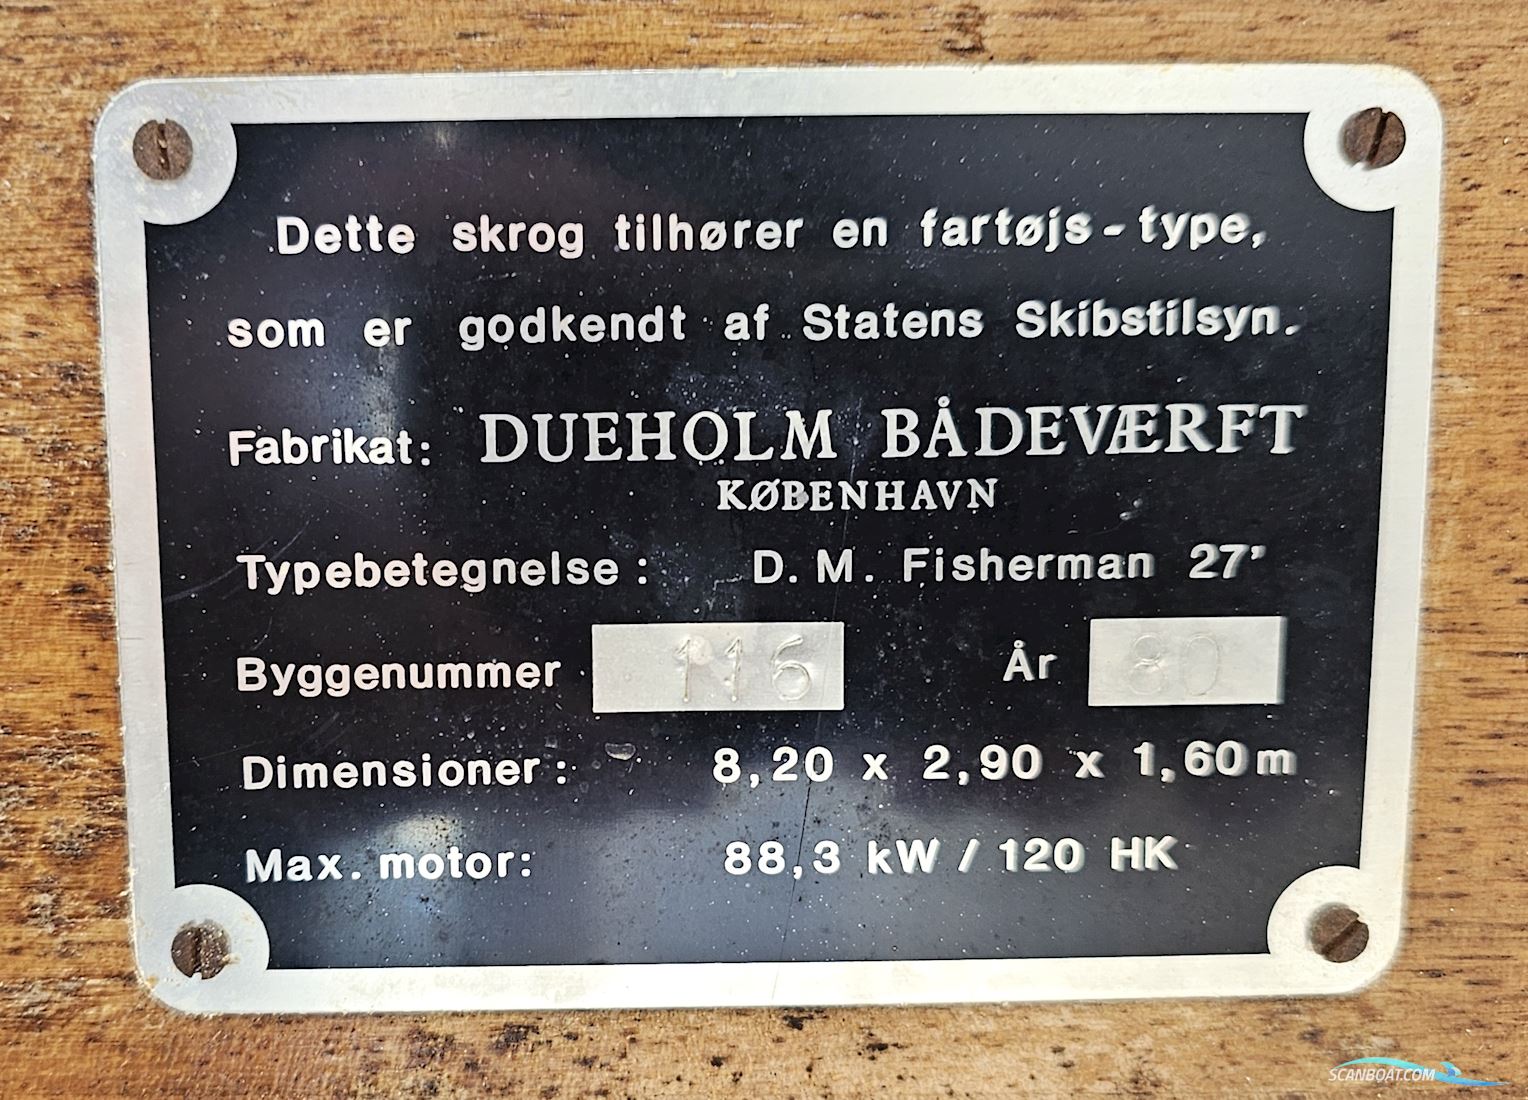 Dette skrog tilhører en fartøjs-type,
som er godkendt af Statens Skibstilsyn.
Fabrikat: DUEHOLM BÅDEVÆRFT
KØBENHAVN
Typebetegnelse: D. M. Fisherman 27'
Byggenummer 116 År 80
Dimensioner: 8,20 x 2,90 x 1,60 m
Max. motor: 88,3 kW / 120 HK
SCANBOAT.COM